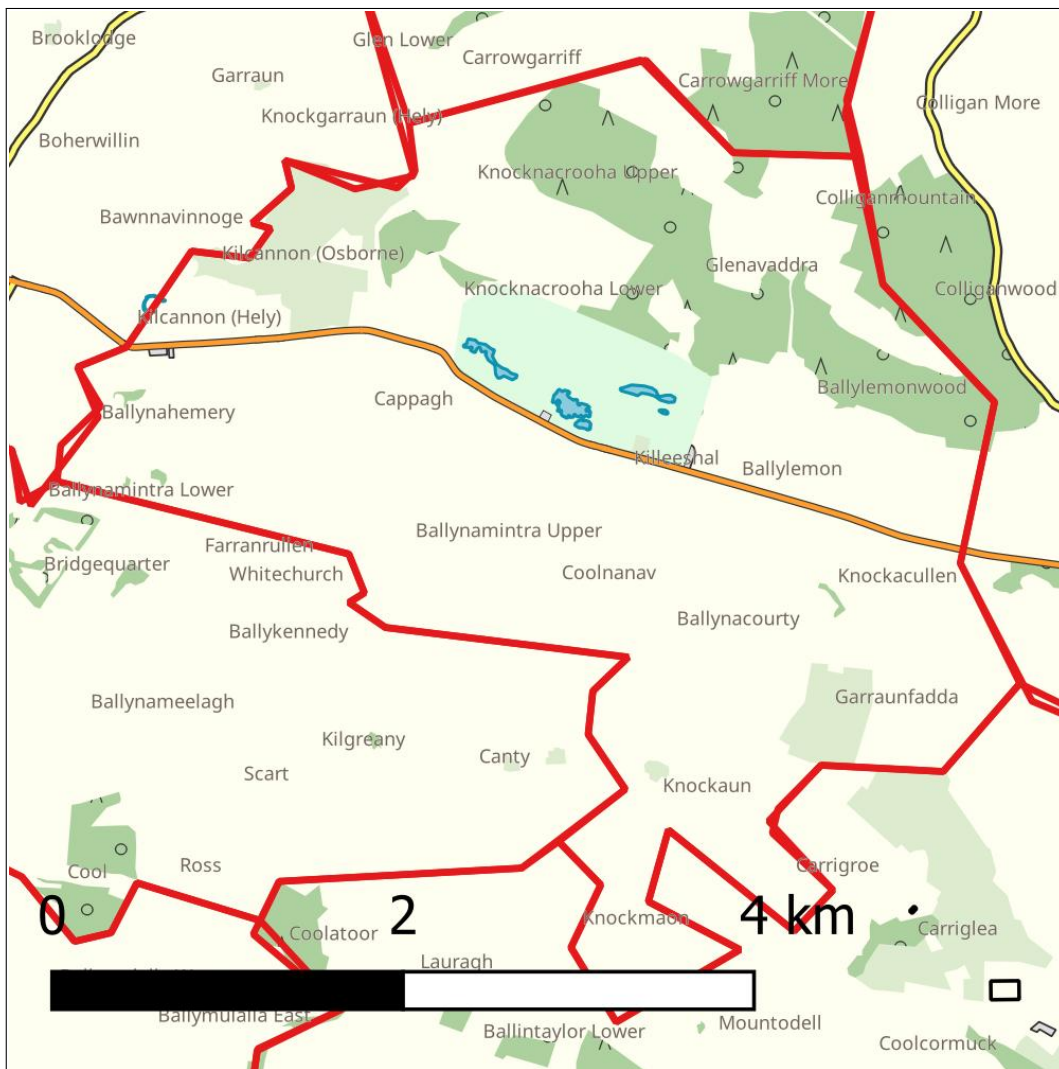 Brooklodge
Glen Lower
Carrowgarriff
Garraun
Carrowgarriff More
Colligan More
Knockgarraun (Hely)
Boherwillin
Knocknacrooha Upper
Colliganmountain
Bawnnavinnoge
Kilcannon (Osborne)
Glenavaddra
Knocknacrooha Lower
Colliganwood
Kilcannon (Hely)
Ballylemonwood
Cappagh
Ballynahemery
Killeeshal
Ballylemon
Ballynamintra Lower
Ballynamintra Upper
Farranrullen
Bridgequarter
Whitechurch
Coolnanav
Knockacullen
Ballynacourty
Ballykennedy
Garraunfadda
Ballynameelagh
Kilgreany
Canty
Scart
Knockaun
Ross
Carrigroe
Cool
0 2 4 km
Knockmaon
Carriglea
Coolatoor
Lauragh
Ballymulalla East
Mountodell
Ballintaylor Lower
Coolcormuck